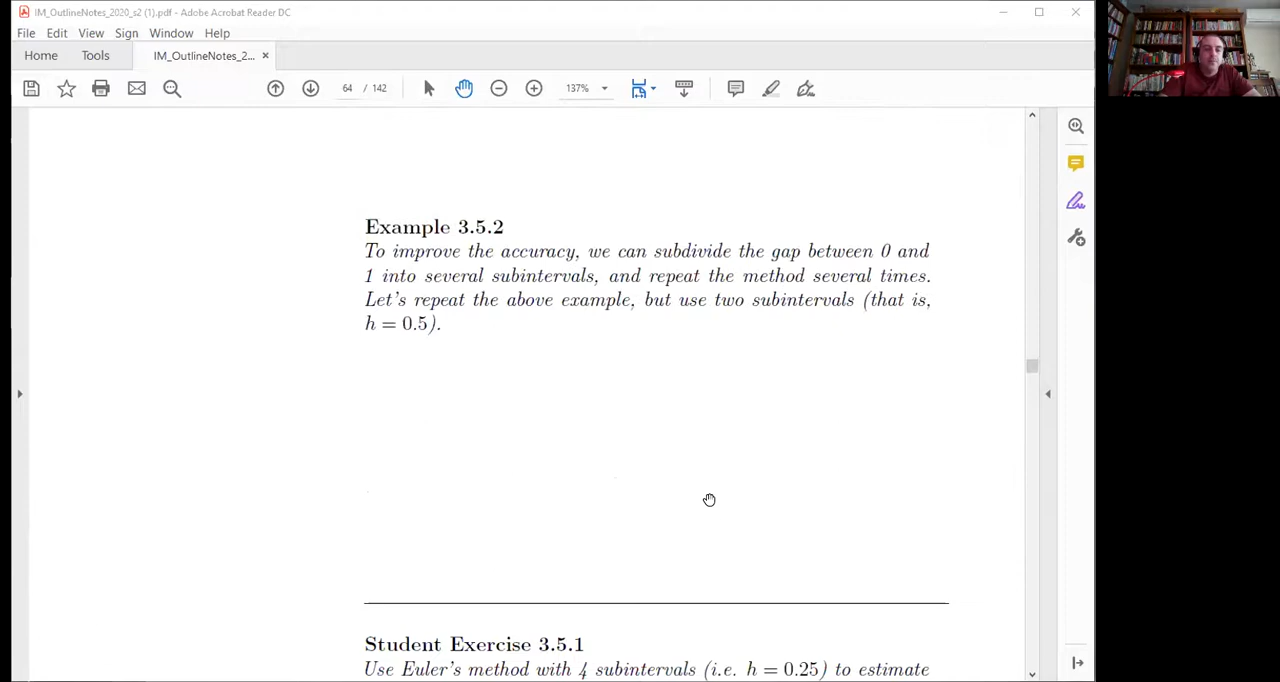 IM_OutlineNotes_2020_s2 (1).pdf - Adobe Acrobat Reader DC
File Edit View Sign Window Help
Home Tools IM_OutlineNotes_2... ×
64 / 142 137%
Example 3.5.2
To improve the accuracy, we can subdivide the gap between 0 and
1 into several subintervals, and repeat the method several times.
Let's repeat the above example, but use two subintervals (that is,
h = 0.5).
Student Exercise 3.5.1
Use Euler's method with 4 subintervals (i.e. h = 0.25) to estimate